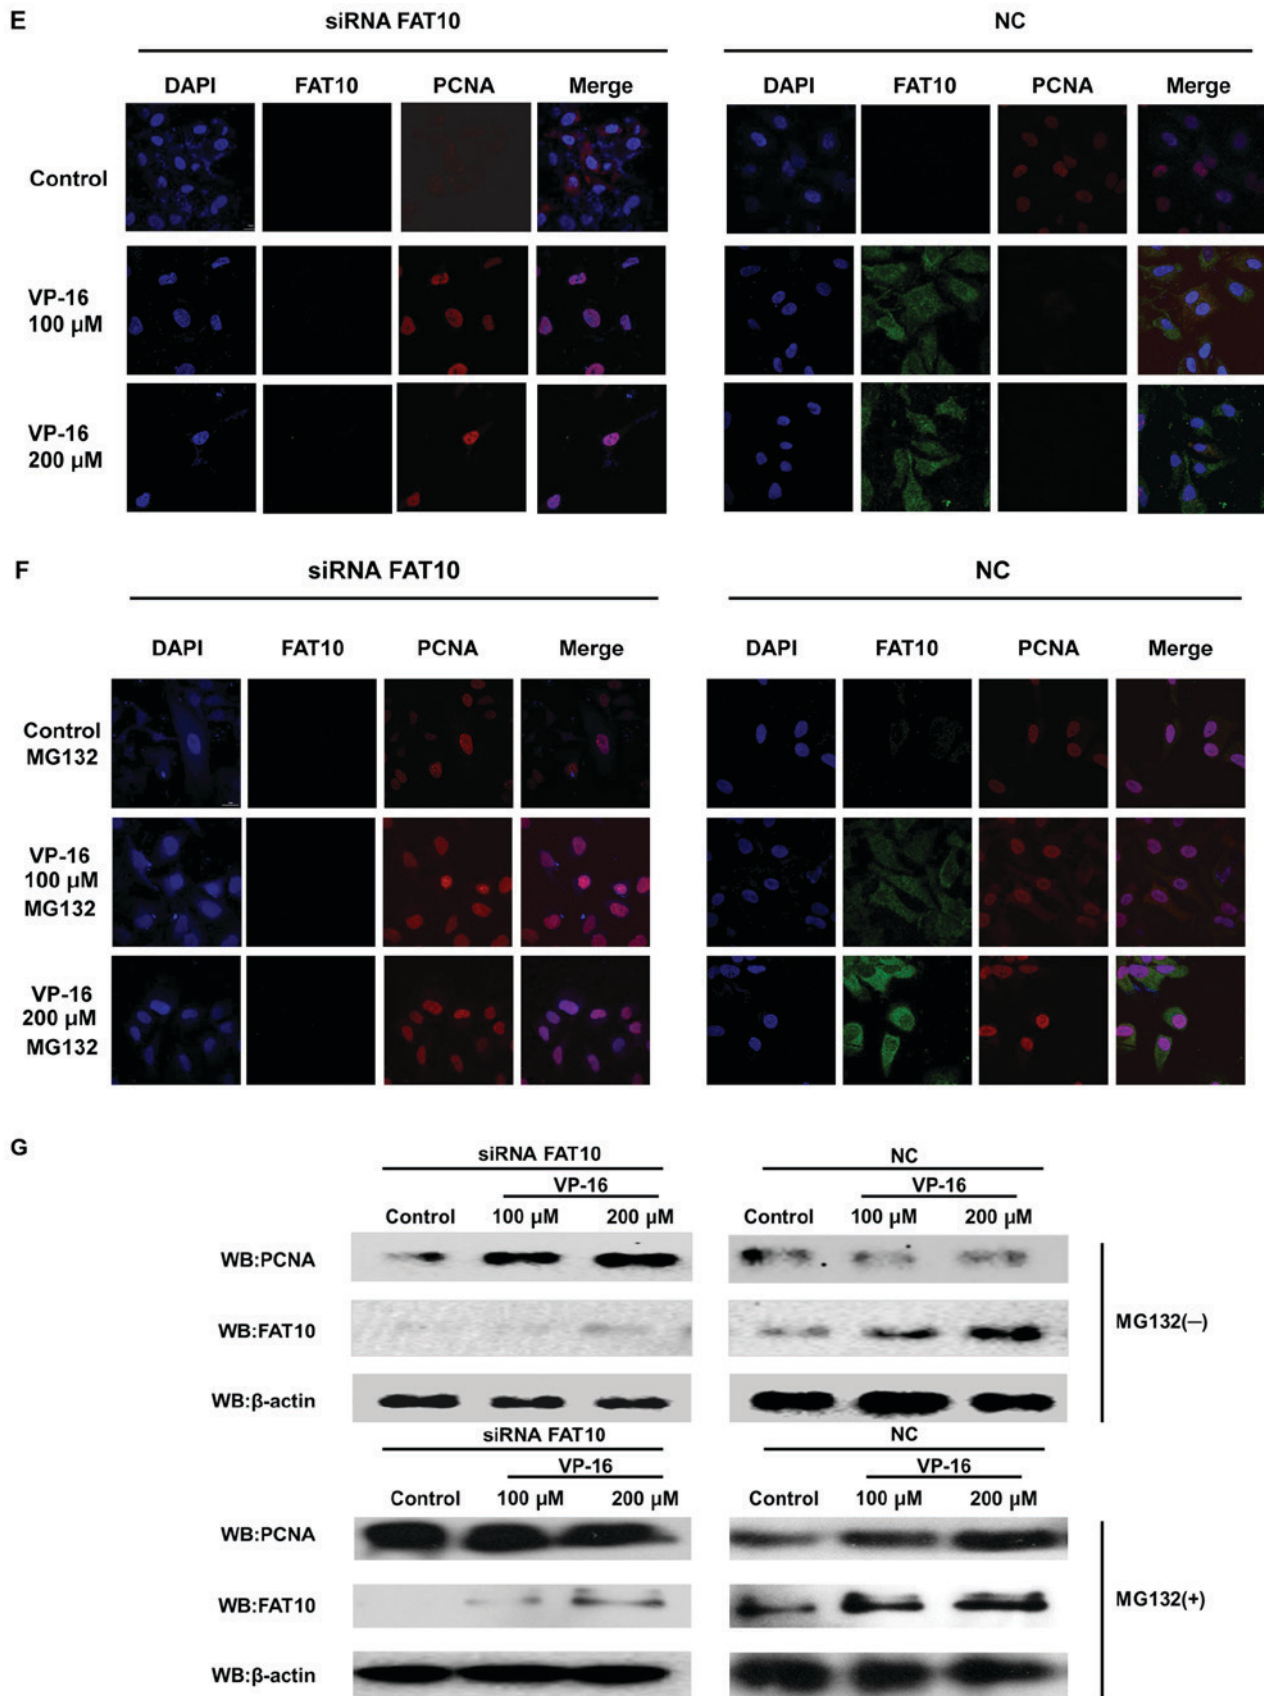 E
siRNA FAT10 NC
DAPI FAT10 PCNA Merge DAPI FAT10 PCNA Merge
Control
VP-16
100 µM
VP-16
200 µM
F
siRNA FAT10 NC
DAPI FAT10 PCNA Merge DAPI FAT10 PCNA Merge
Control
MG132
VP-16
100 µM
MG132
VP-16
200 µM
MG132
G
siRNA FAT10 NC
VP-16 VP-16
Control 100 µM 200 µM Control 100 µM 200 µM
WB:PCNA
WB:FAT10
MG132(—)
WB:β-actin
siRNA FAT10 NC
VP-16 VP-16
Control 100 µM 200 µM Control 100 µM 200 µM
WB:PCNA
WB:FAT10
MG132(+)
WB:β-actin